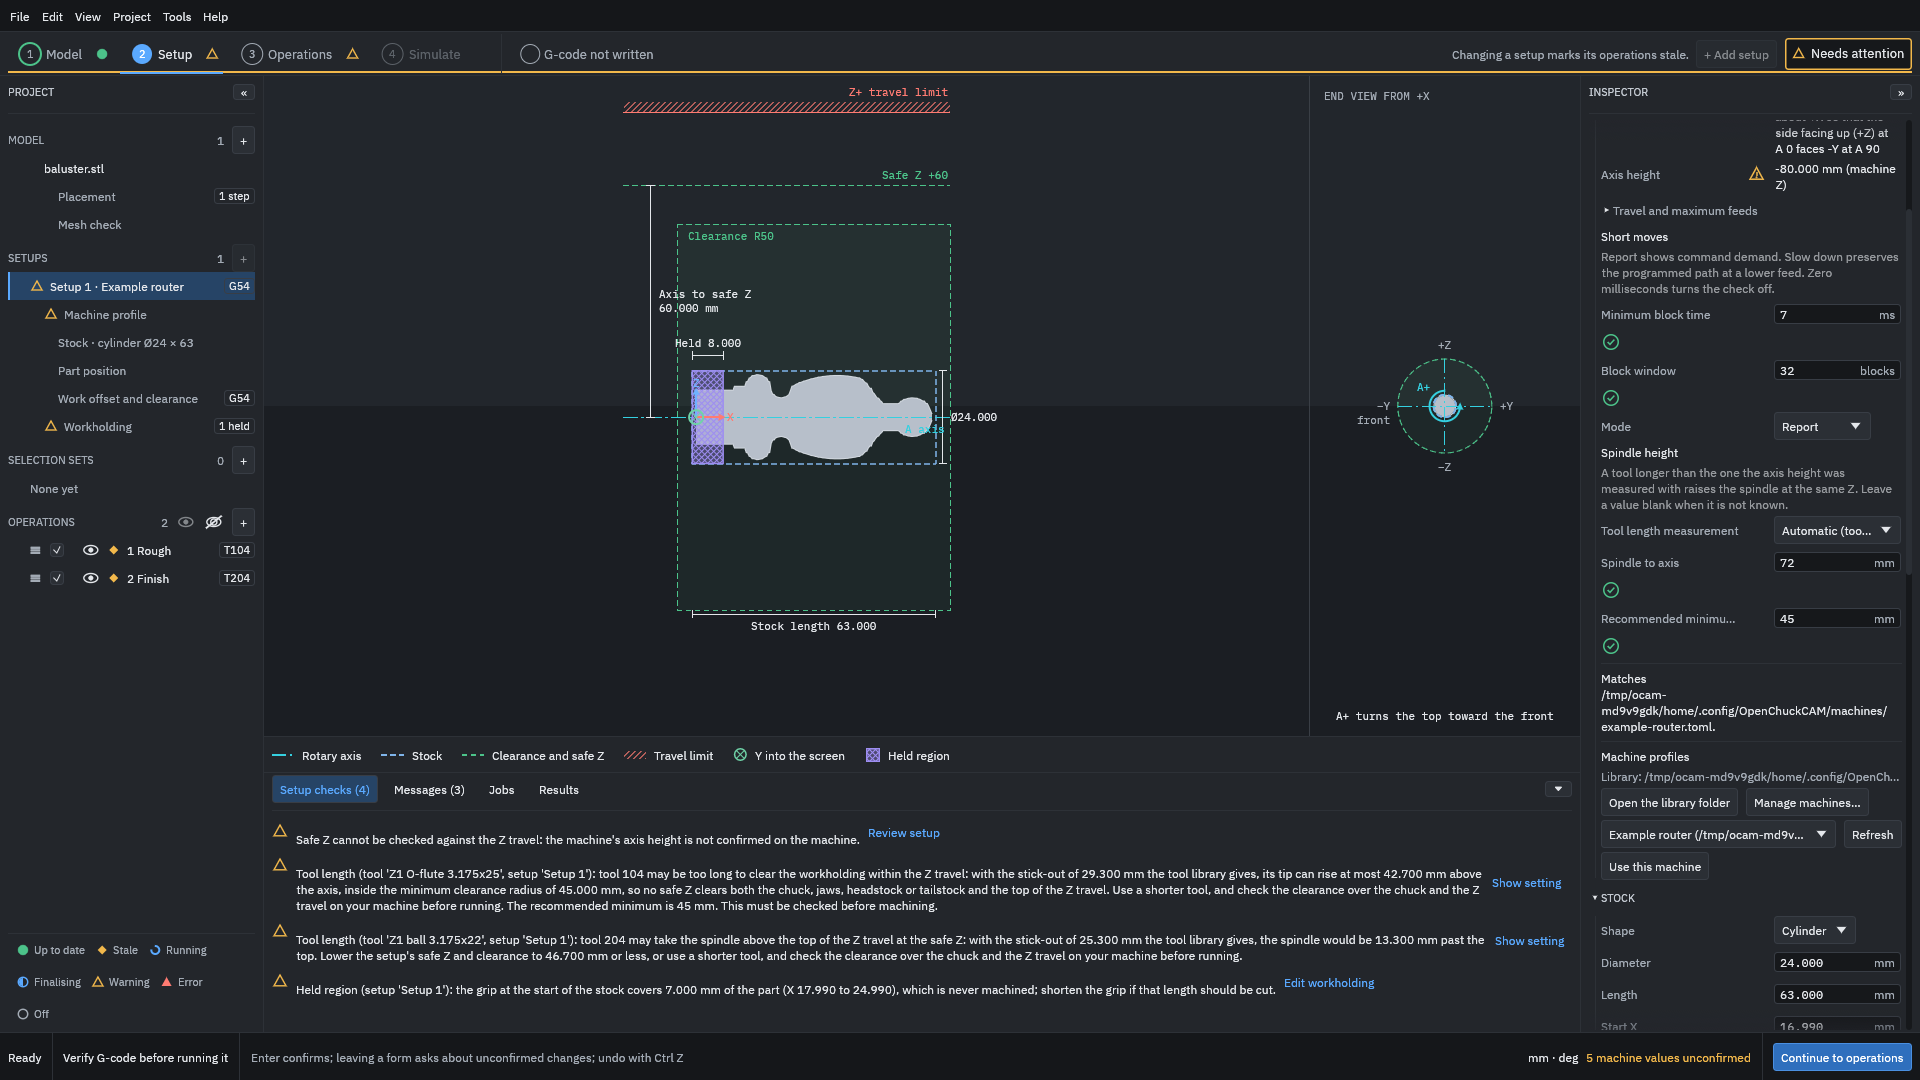 File Edit View Project Tools Help
1 Model 2 Setup 3 Operations 4 Simulate G-code not written Changing a setup marks its operations stale. + Add setup Needs attention
PROJECT «
MODEL 1 +
baluster.stl
Placement 1 step
Mesh check
SETUPS 1 +
Setup 1 · Example router G54
Machine profile
Stock · cylinder Ø24 × 63
Part position
Work offset and clearance G54
Workholding 1 held
SELECTION SETS 0 +
None yet
OPERATIONS 2 +
1 Rough T104
2 Finish T204
Up to date Stale Running
Finalising Warning Error
Off
Z+ travel limit
Safe Z +60
Clearance R50
Axis to safe Z
60.000 mm
Held 8.000
Z
X
A axis
Ø24.000
Stock length 63.000
END VIEW FROM +X
+Z
A+
−Y +Y
front
−Z
A+ turns the top toward the front
Rotary axis Stock Clearance and safe Z Travel limit Y into the screen Held region
Setup checks (4) Messages (3) Jobs Results
Safe Z cannot be checked against the Z travel: the machine's axis height is not confirmed on the machine. Review setup
Tool length (tool 'Z1 O-flute 3.175x25', setup 'Setup 1'): tool 104 may be too long to clear the workholding within the Z travel: with the stick-out of 29.300 mm the tool library gives, its tip can rise at most 42.700 mm above
the axis, inside the minimum clearance radius of 45.000 mm, so no safe Z clears both the chuck, jaws, headstock or tailstock and the top of the Z travel. Use a shorter tool, and check the clearance over the chuck and the Z
travel on your machine before running. The recommended minimum is 45 mm. This must be checked before machining.
Show setting
Tool length (tool 'Z1 ball 3.175x22', setup 'Setup 1'): tool 204 may take the spindle above the top of the Z travel at the safe Z: with the stick-out of 25.300 mm the tool library gives, the spindle would be 13.300 mm past the
top. Lower the setup's safe Z and clearance to 46.700 mm or less, or use a shorter tool, and check the clearance over the chuck and the Z travel on your machine before running.
Show setting
Held region (setup 'Setup 1'): the grip at the start of the stock covers 7.000 mm of the part (X 17.990 to 24.990), which is never machined; shorten the grip if that length should be cut. Edit workholding
INSPECTOR »
side facing up (+Z) at
A 0 faces -Y at A 90
Axis height -80.000 mm (machine
Z)
Travel and maximum feeds
Short moves
Report shows command demand. Slow down preserves
the programmed path at a lower feed. Zero
milliseconds turns the check off.
Minimum block time 7 ms
Block window 32 blocks
Mode Report
Spindle height
A tool longer than the one the axis height was
measured with raises the spindle at the same Z. Leave
a value blank when it is not known.
Tool length measurement Automatic (too...
Spindle to axis 72 mm
Recommended minimu... 45 mm
Matches
/tmp/ocam-
md9v9gdk/home/.config/OpenChuckCAM/machines/
example-router.toml.
Machine profiles
Library: /tmp/ocam-md9v9gdk/home/.config/OpenCh...
Open the library folder Manage machines...
Example router (/tmp/ocam-md9v... Refresh
Use this machine
STOCK
Shape Cylinder
Diameter 24.000 mm
Length 63.000 mm
Start X 16.990 mm
Ready Verify G-code before running it Enter confirms; leaving a form asks about unconfirmed changes; undo with Ctrl Z mm · deg 5 machine values unconfirmed Continue to operations